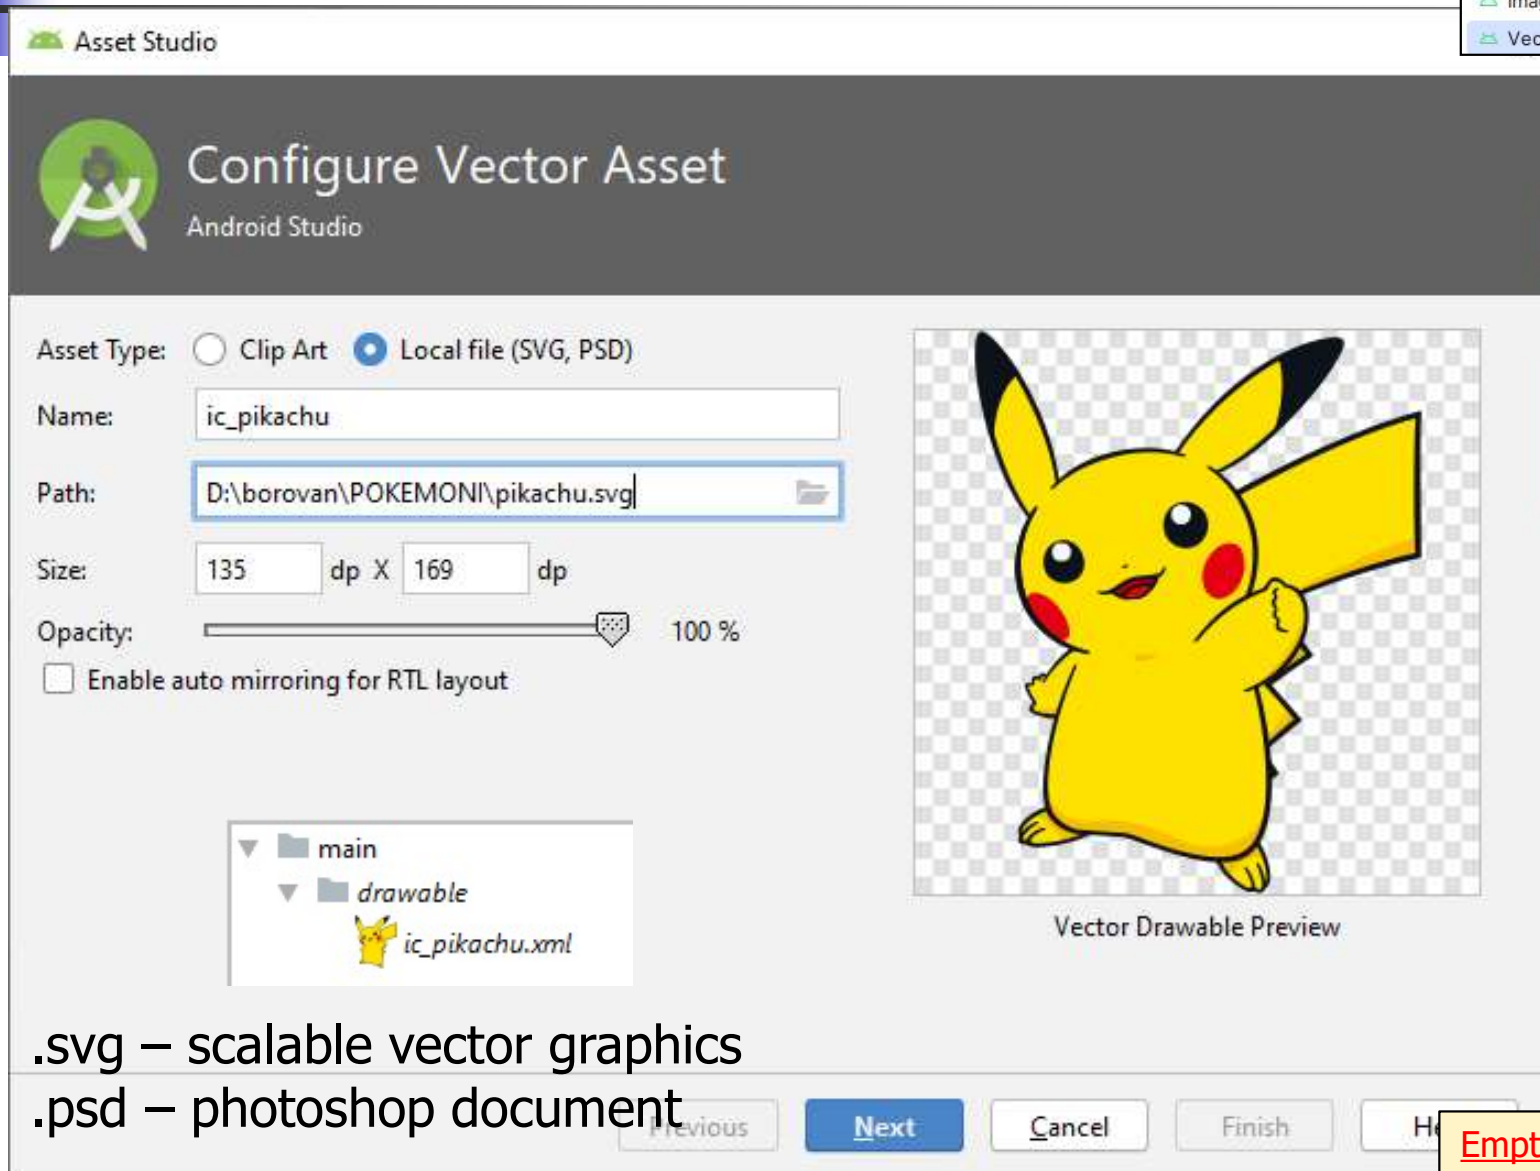 Asset Studio
Configure Vector Asset
Android Studio
Asset Type: Clip Art Local file (SVG, PSD)
Name: ic_pikachu
Path: D:\borovan\POKEMONI\pikachu.svg
Size: 135 dp X 169 dp
Opacity: 100 %
Enable auto mirroring for RTL layout
main
drawable
ic_pikachu.xml
Vector Drawable Preview
.svg – scalable vector graphics
.psd – photoshop document
Previous Next Cancel Finish